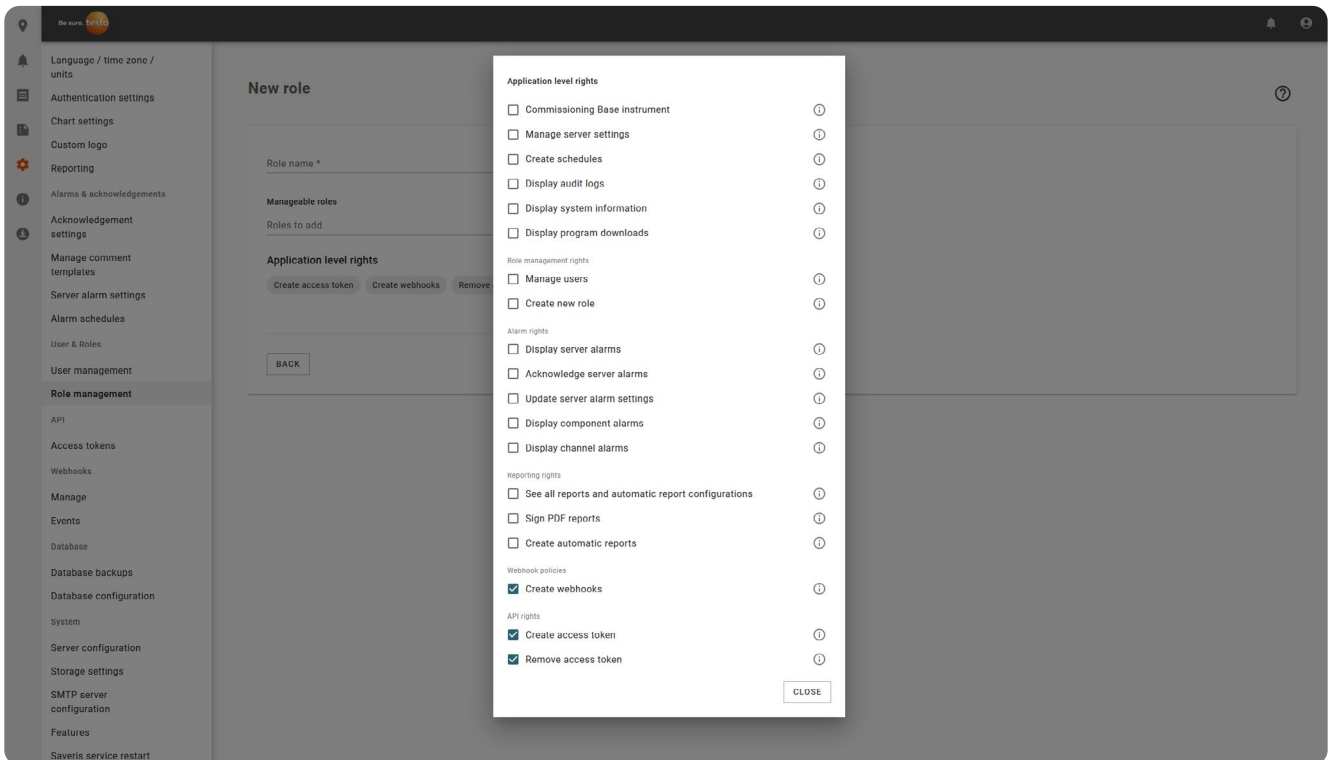 Be sure. testo
Language / time zone /
units
Authentication settings
Chart settings
Custom logo
Reporting
Alarms & acknowledgements
Acknowledgement
settings
Manage comment
templates
Server alarm settings
Alarm schedules
User & Roles
User management
Role management
API
Access tokens
Webhooks
Manage
Events
Database
Database backups
Database configuration
System
Server configuration
Storage settings
SMTP server
configuration
Features
Saveris service restart
New role
Role name *
Manageable roles
Roles to add
Application level rights
Create access token Create webhooks Remove
BACK
Application level rights
Commissioning Base instrument
Manage server settings
Create schedules
Display audit logs
Display system information
Display program downloads
Role management rights
Manage users
Create new role
Alarm rights
Display server alarms
Acknowledge server alarms
Update server alarm settings
Display component alarms
Display channel alarms
Reporting rights
See all reports and automatic report configurations
Sign PDF reports
Create automatic reports
Webhook policies
Create webhooks
API rights
Create access token
Remove access token
CLOSE